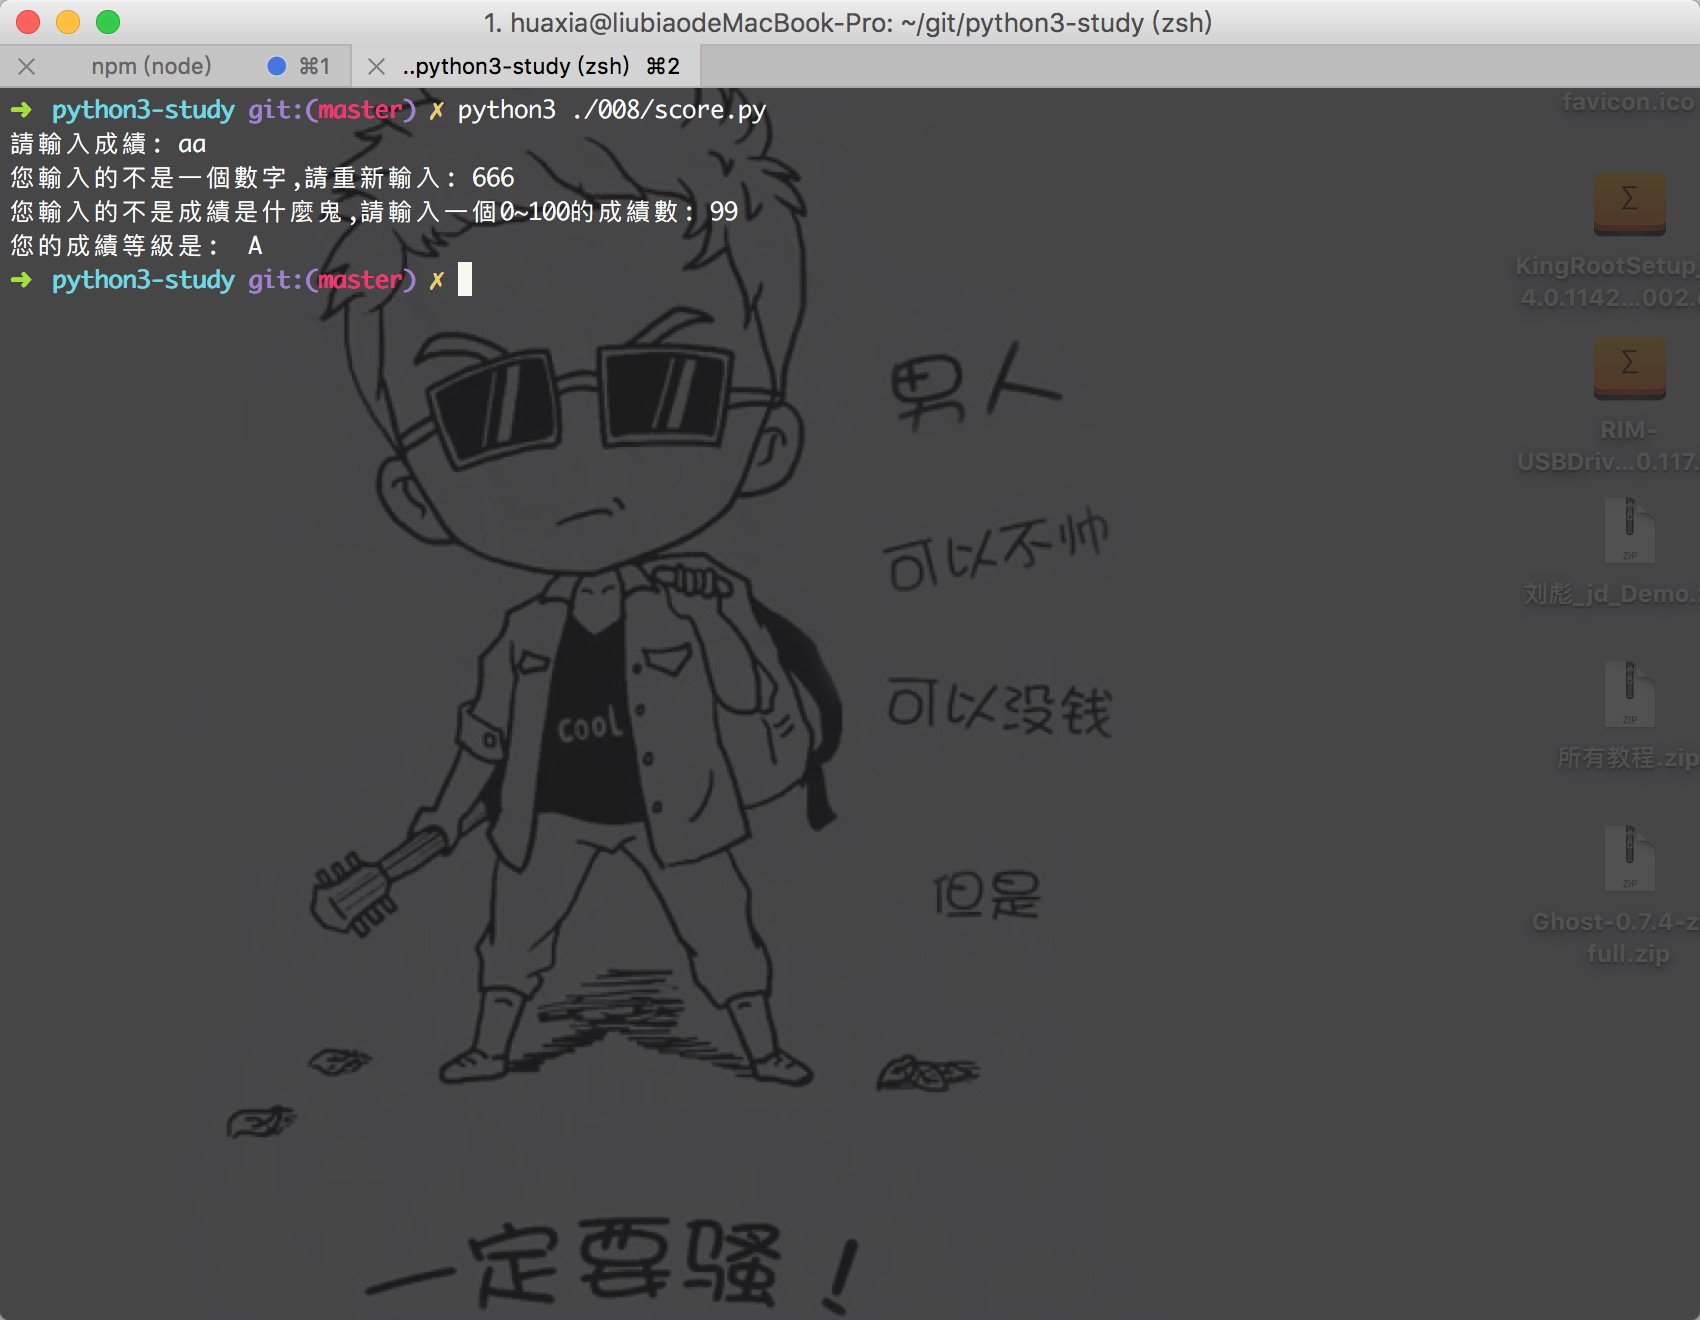 1. huaxia@liubiaodeMacBook-Pro: ~/git/python3-study (zsh)
npm (node) ⌘1 ..python3-study (zsh) ⌘2
➜ python3-study git:(master) ✗ python3 ./008/score.py
請輸入成績: aa
您輸入的不是一個數字,請重新輸入: 666
您輸入的不是成績是什麼鬼,請輸入一個0~100的成績數: 99
您的成績等級是: A
➜ python3-study git:(master) ✗
favicon.ico
KingRootSetup_
4.0.1142...002.
RIM-
USBDriv...0.117.
ZIP
刘彪_jd_Demo.
ZIP
所有教程.zip
ZIP
Ghost-0.7.4-z
full.zip
男人
可以不帅
可以没钱
COOL
但是
一定要骚!